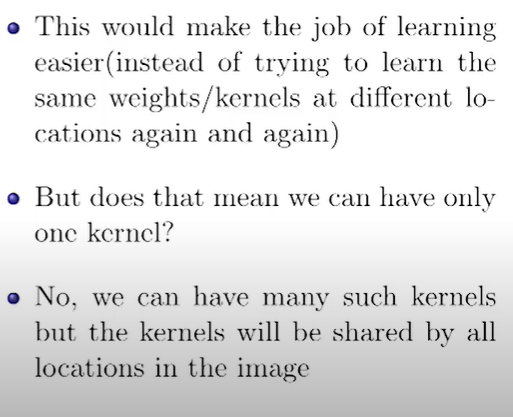 • This would make the job of learning
easier(instead of trying to learn the
same weights/kernels at different lo-
cations again and again)
• But does that mean we can have only
one kernel?
• No, we can have many such kernels
but the kernels will be shared by all
locations in the image